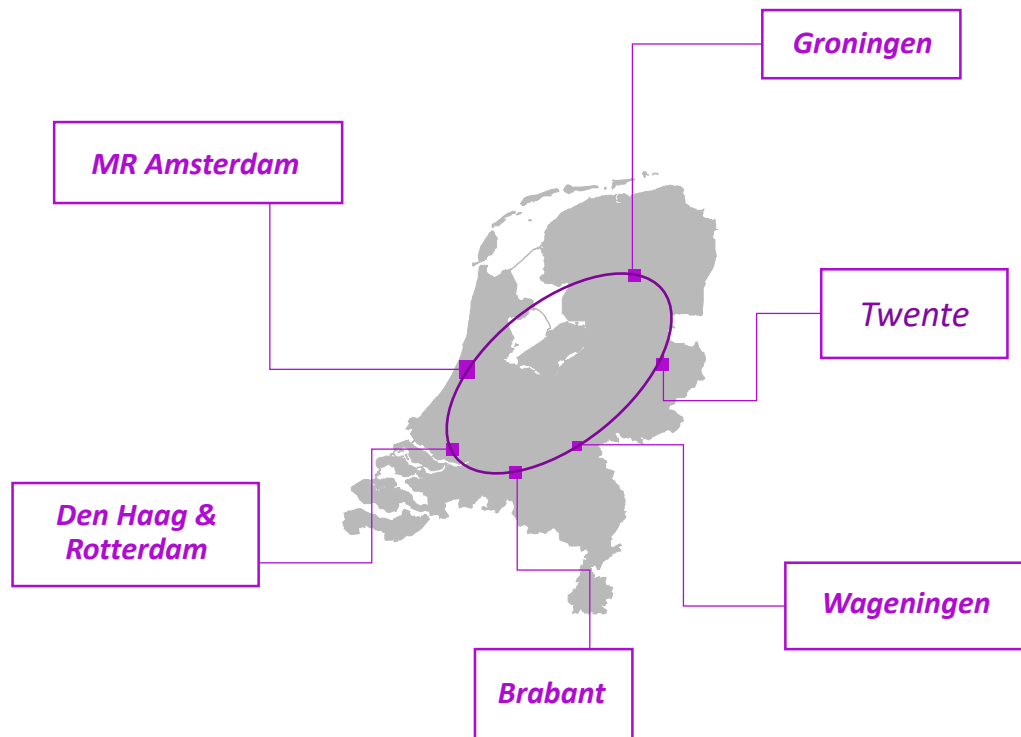 Groningen
MR Amsterdam
Twente
Den Haag &
Rotterdam
Wageningen
Brabant